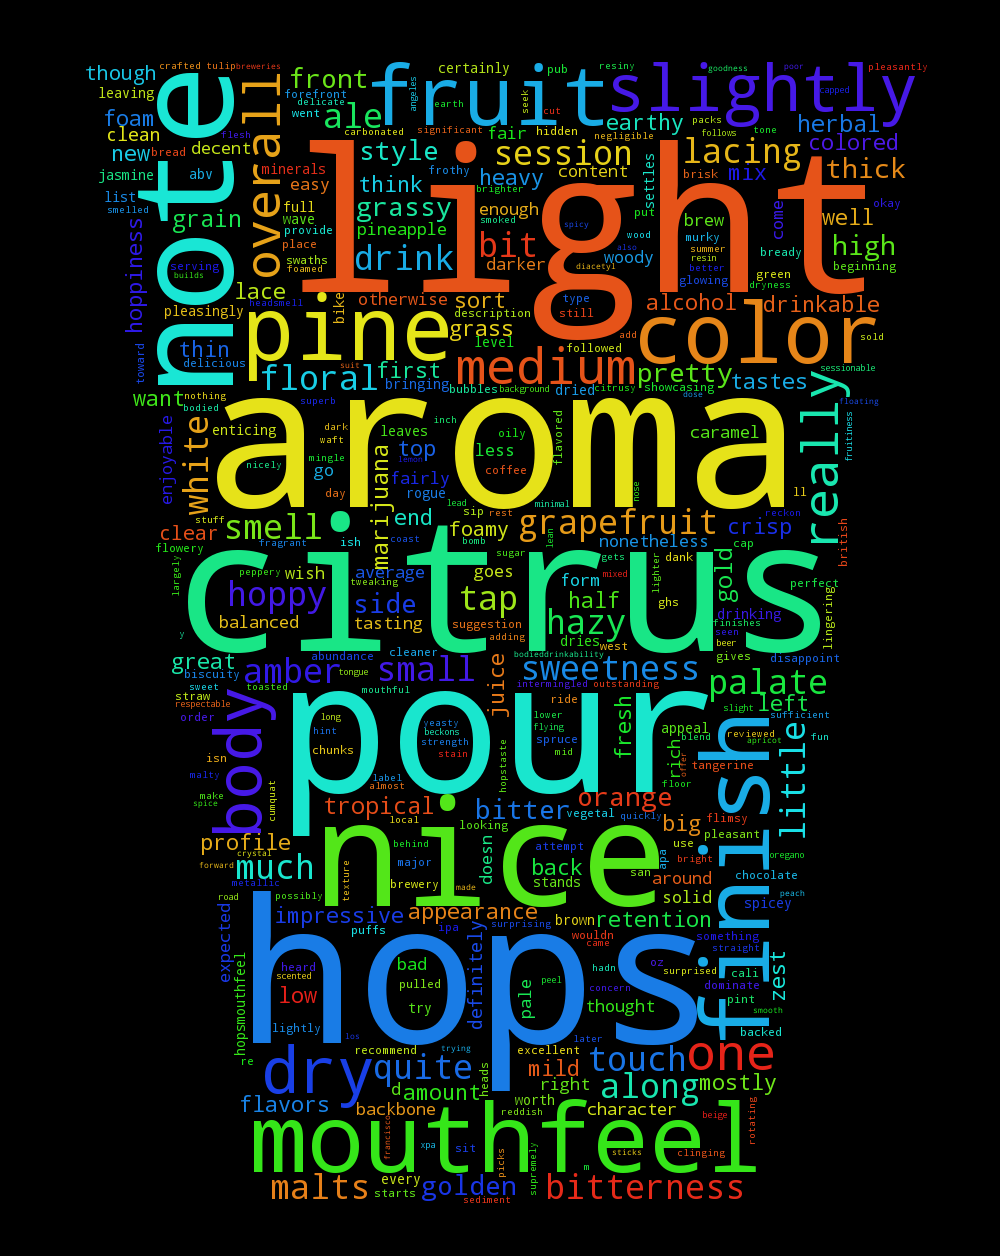 crafted tulip breweries
though
leaving
front
certainly
pub
resiny
goodness
poor
pleasantly
fruit
slightly
note
overall
forefront
delicate
went
angeles
earth
seek
cut
packs
capped
foam
clean
new
bread
decent
flesh
ale
carbonated
significant
fair
hidden
negligible
earthy
follows
tone
herbal
colored
jasmine
abv
minerals
style
frothy
session
content
lacing
brisk
mix
thick
list
smelled
easy
think
heavy
brighter
settles
okay
grain
full
wave
provide
grassy
enough
smoked
spicy
put
brew
come
well
hoppiness
serving
builds
place
swaths
foamed
pineapple
drink
bit
darker
diacetyl
also
wood
woody
murky
summer
resin
better
glowing
bready
green
dryness
high
beginning
light
lace
headsmell
pleasingly
bike
otherwise
sort
description
type
still
alcohol
drinkable
add
color
sold
toward
thin
delicious
pine
grass
level
followed
suit
floral
first
bringing
medium
bubbles
background
dried
citrusy
showcasing
pretty
dose
tastes
sessionable
want
nothing
bodied
superb
floating
enjoyable
white
enticing
aroma
dark
waft
mingle
nicely
leaves
top
lemon
go
fairly
inch
oily
less
coffee
flavored
caramel
really
fruitiness
day
marijuana
rogue
lead
minimal
nose
ll
reckon
stuff
clear
flowery
smell
end
coast
sip
rest
foamy
bomb
grapefruit
crisp
nonetheless
british
fragrant
ish
sugar
lean
cap
largely
citrus
peppery
wish
average
tweaking
goes
form
gets
mixed
lighter
dank
gold
perfect
lingering
hoppy
side
tap
half
ghs
drinking
balanced
tasting
suggestion
adding
hazy
dries
west
finishes
seen
beer
y
great
biscuity
abundance
cleaner
bodieddrinkability
gives
disappoint
amber
tongue
small
juice
sweetness
intermingled
outstanding
palate
sweet
toasted
straw
respectable
mouthful
ride
slight
left
order
body
pour
long
hint
chunks
yeasty
beckons
strength
stain
lower
flying
spruce
mid
fresh
appeal
blend
rich
offer
reviewed
apricot
sufficient
fun
isn
malty
make
spice
cumquat
label
almost
hopstaste
floor
tangerine
little
finish
tropical
local
bitter
orange
vegetal
quickly
big
flimsy
profile
nice
behind
looking
use
pleasant
crystal
forward
much
texture
major
doesn
attempt
back
apa
bright
oregano
metallic
brewery
made
stands
san
around
chocolate
peach
road
possibly
solid
spicey
impressive
appearance
brown
retention
expected
puffs
ipa
surprising
wouldn
came
something
straight
hops
heard
scented
bad
pulled
definitely
hadn
oz
surprised
cali
zest
hopsmouthfeel
low
try
pale
peel
concern
thought
dominate
pint
smooth
lightly
los
later
backed
re
recommend
trying
excellent
touch
one
dry
quite
heads
mild
right
along
mostly
d
amount
worth
flavors
backbone
reddish
character
beige
rotating
mouthfeel
francisco
xpa
sit
picks
supremely
m
sticks
clinging
malts
every
starts
golden
sediment
bitterness